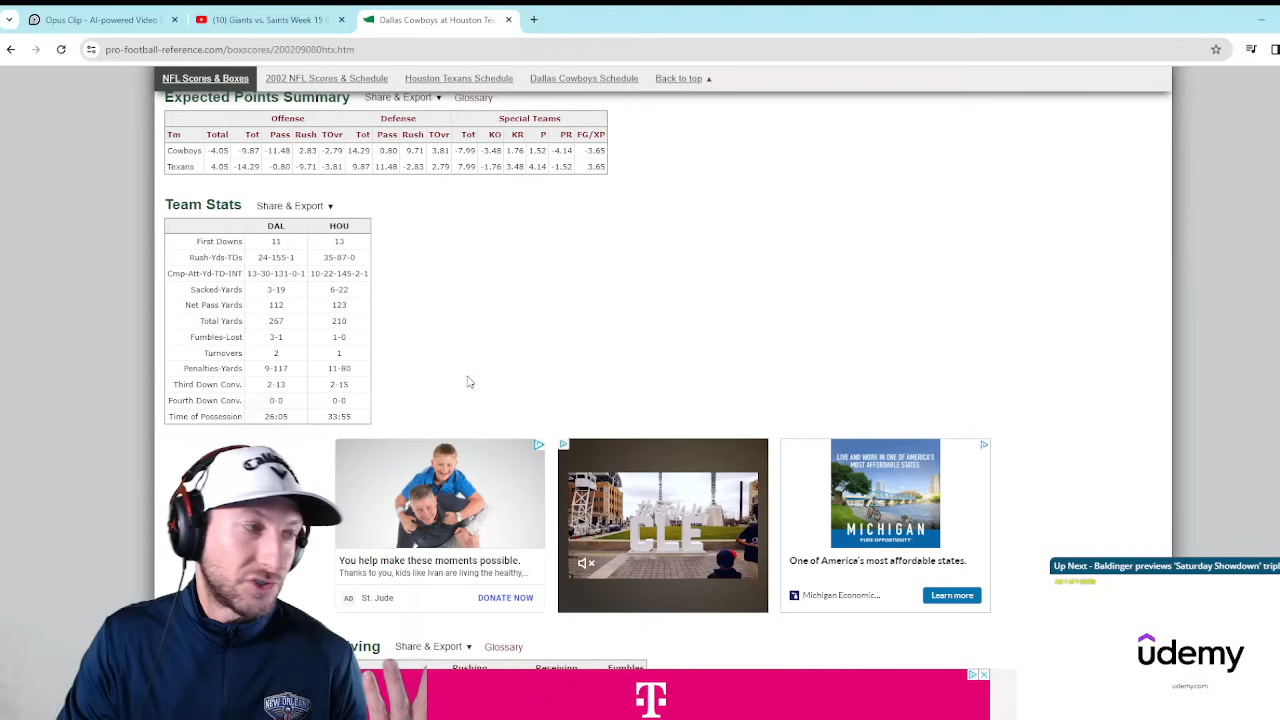 Opus Clip - AI-powered Video
(10) Giants vs. Saints Week 15
Dallas Cowboys at Houston Tex
pro-football-reference.com/boxscores/200209080htx.htm
NFL Scores & Boxes 2002 NFL Scores & Schedule Houston Texans Schedule Dallas Cowboys Schedule Back to top ▲
Expected Points Summary Share & Export ▼ Glossary
Offense Defense Special Teams
Tm Total Tot Pass Rush TOvr Tot Pass Rush TOvr Tot KO KR P PR FG/XP
Cowboys -4.05 -9.87 -11.48 2.83 -2.79 14.29 0.80 9.71 3.81 -7.99 -3.48 1.76 1.52 -4.14 -3.65
Texans 4.05 -14.29 -0.80 -9.71 -3.81 9.87 11.48 -2.83 2.79 7.99 -1.76 3.48 4.14 -1.52 3.65
Team Stats Share & Export ▼
DAL HOU
First Downs 11 13
Rush-Yds-TDs 24-155-1 35-87-0
Cmp-Att-Yd-TD-INT 13-30-131-0-1 10-22-145-2-1
Sacked-Yards 3-19 6-22
Net Pass Yards 112 123
Total Yards 267 210
Fumbles-Lost 3-1 1-0
Turnovers 2 1
Penalties-Yards 9-117 11-80
Third Down Conv. 2-13 2-15
Fourth Down Conv. 0-0 0-0
Time of Possession 26:05 33:55
LIVE AND WORK IN ONE OF AMERICA'S
MOST AFFORDABLE STATES.
CLE
MICHIGAN
PURE OPPORTUNITY
You help make these moments possible.
Thanks to you, kids like Ivan are living the healthy,...
AD St. Jude DONATE NOW
One of America's most affordable states.
Michigan Economic... Learn more
Up Next - Baldinger previews 'Saturday Showdown' tripl
iving Share & Export ▼ Glossary
Rushing Receiving Fumbles
T
NEW ORLEANS
udemy
udemy.com